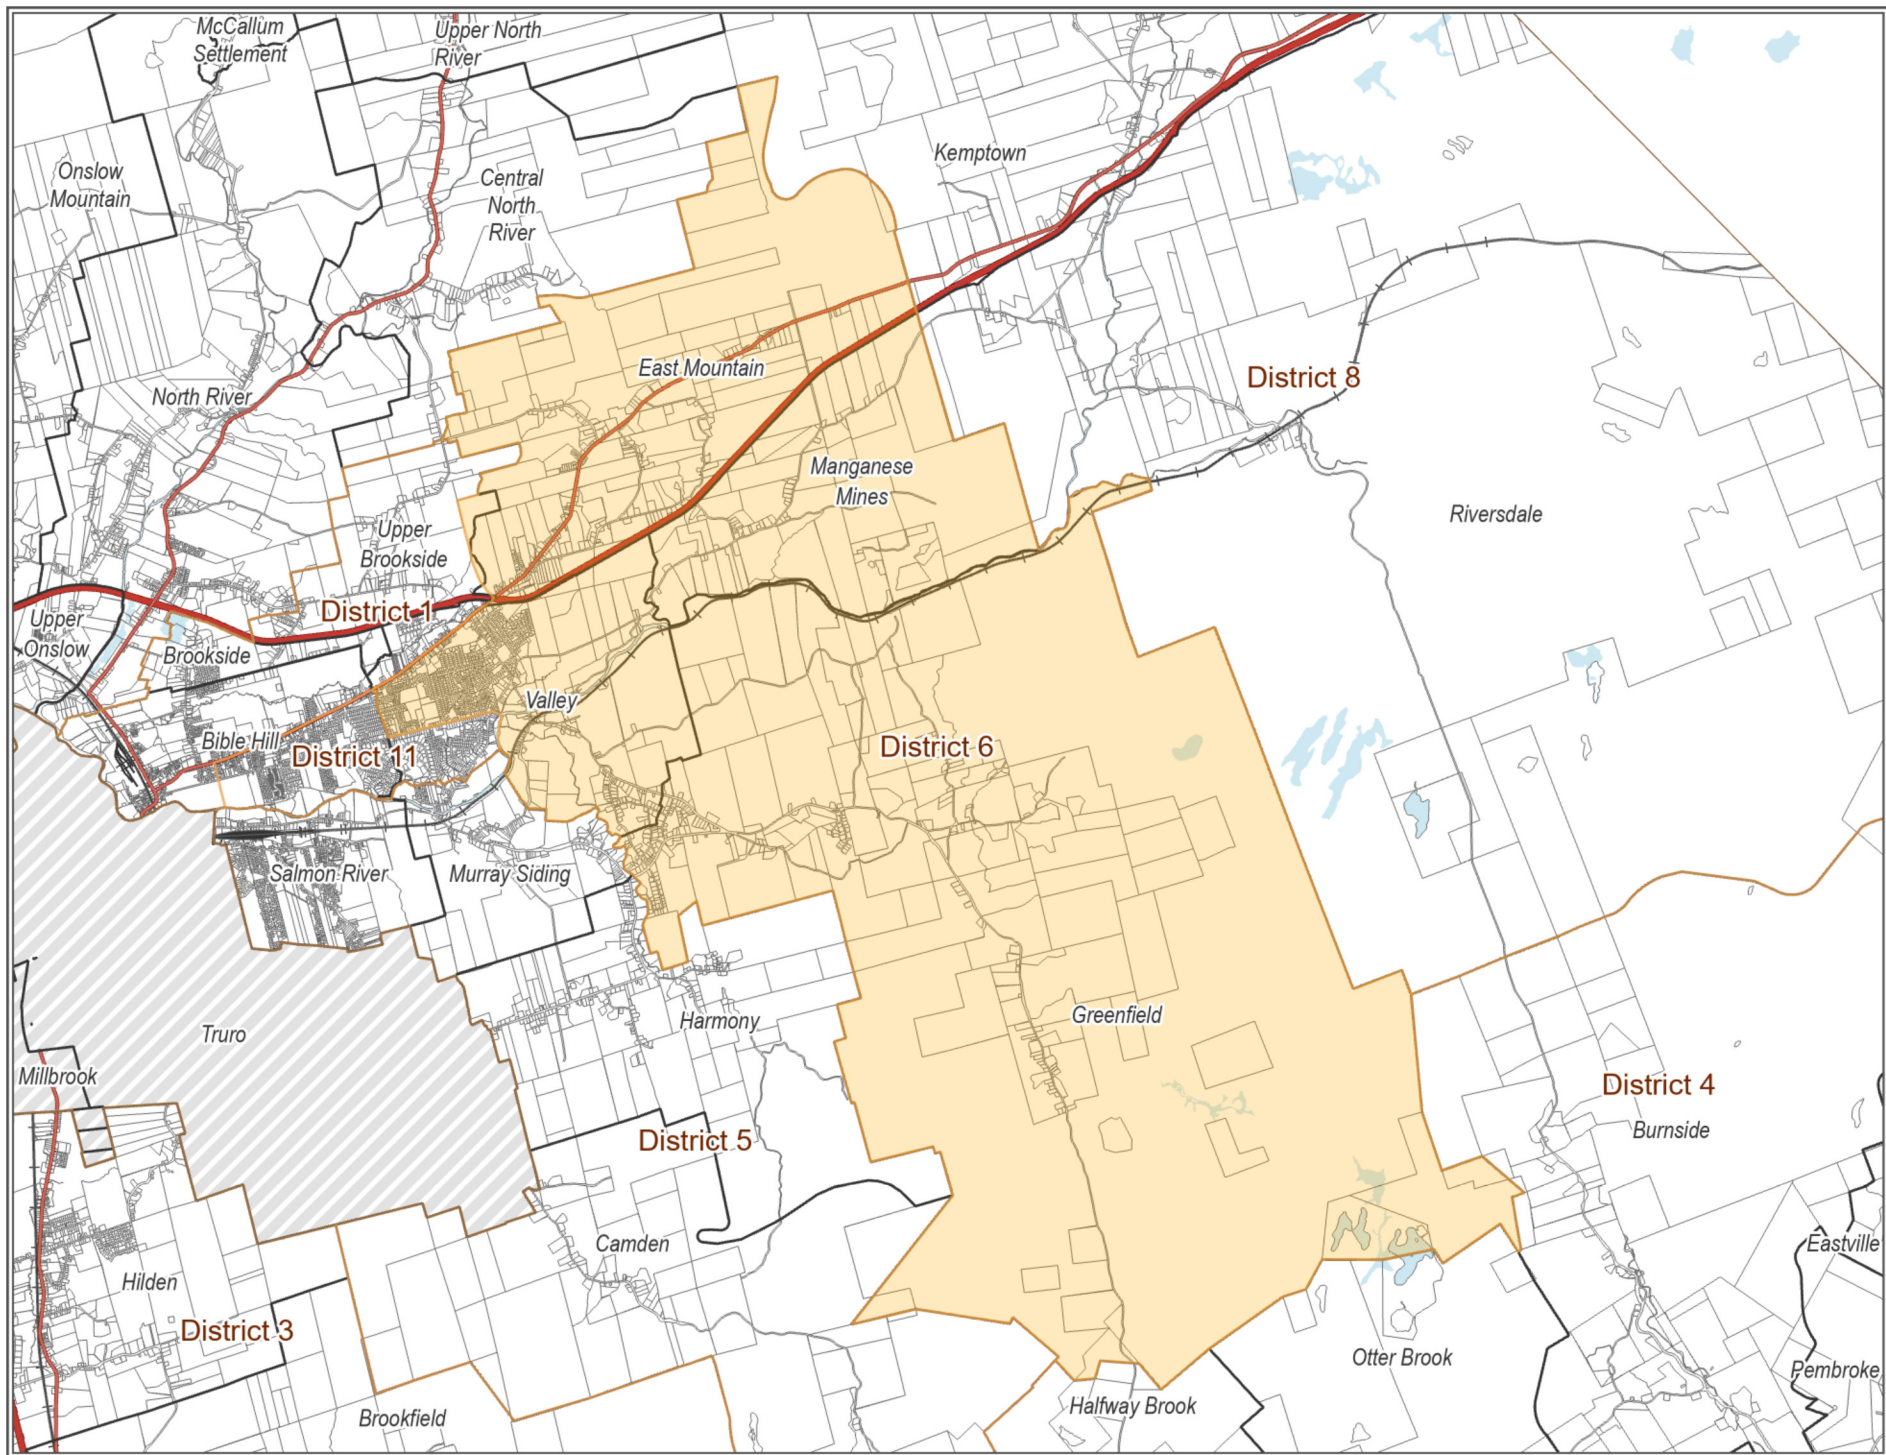 McCallum
Settlement
Upper North
River
Onslow
Mountain
Central
North
River
Kemptown
East Mountain
District 8
North River
Manganese
Mines
Riversdale
Upper
Brookside
District 1
Upper
Onslow
Brookside
Valley
Bible Hill
District 11
District 6
Salmon River
Murray Siding
Truro
Harmony
Greenfield
Millbrook
District 4
Burnside
District 5
Camden
Eastville
Hilden
District 3
Otter Brook
Pembroke
Halfway Brook
Brookfield